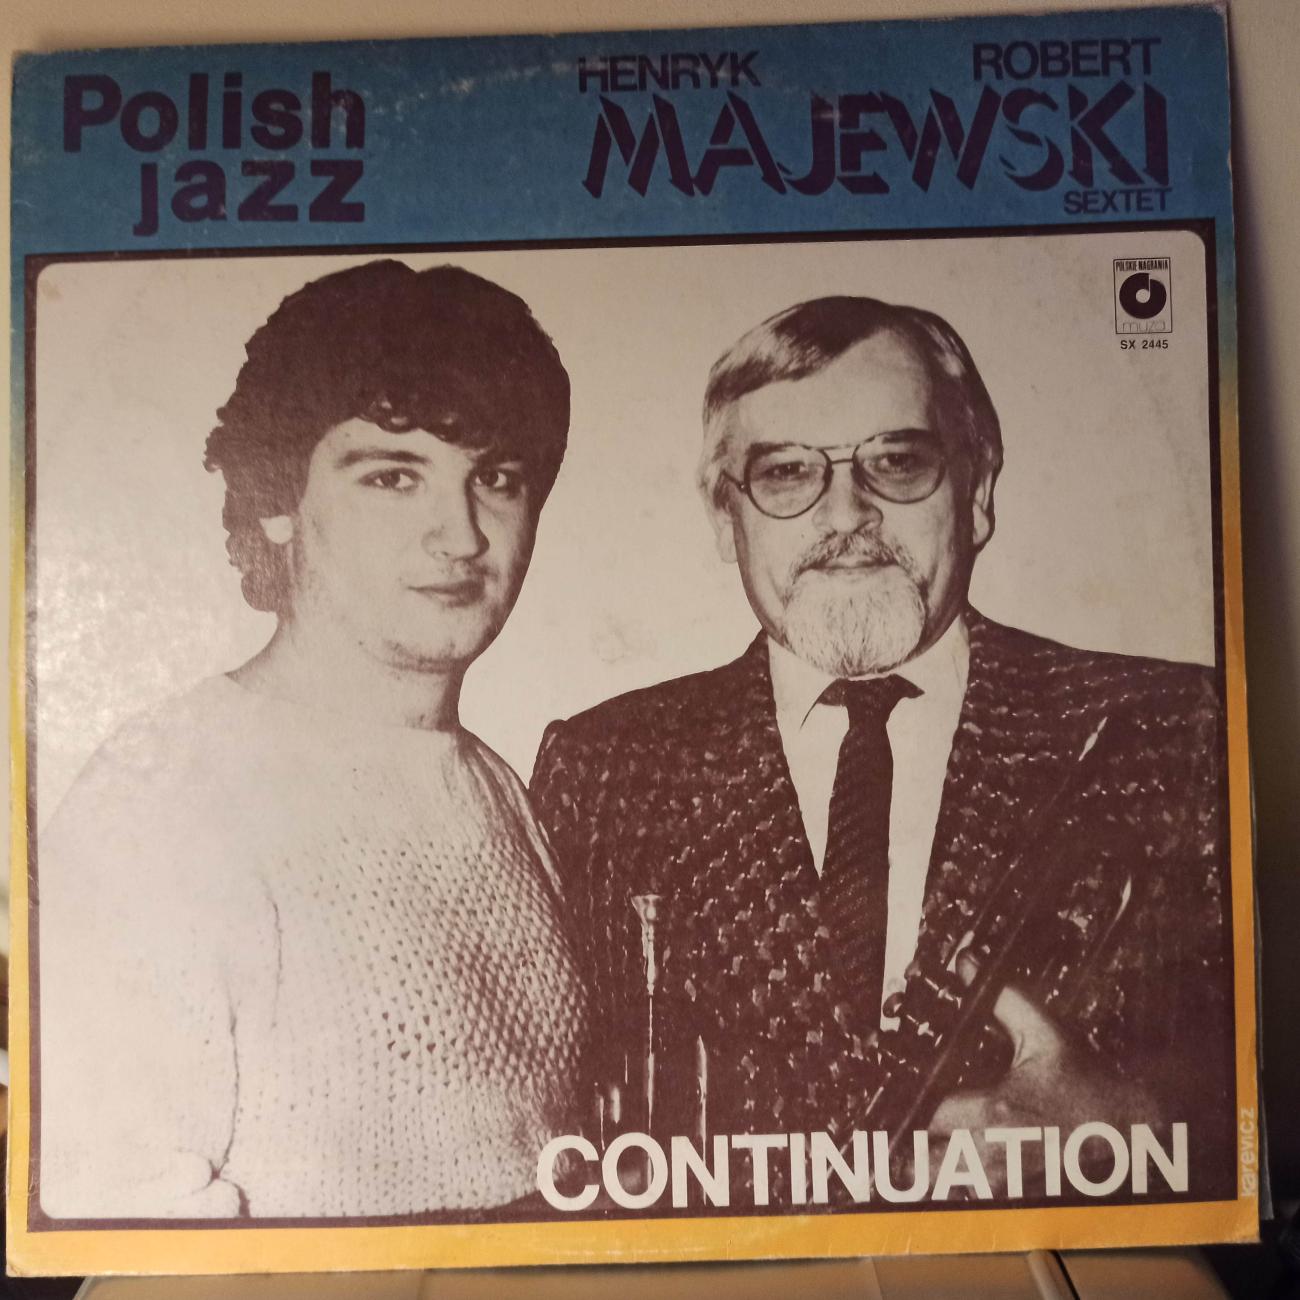 Polish
jazz
HENRYK
ROBERT
MAJEWSKI
SEXTET
POLSKIE NAGRANIA
muza
SX 2445
CONTINUATION
karewicz